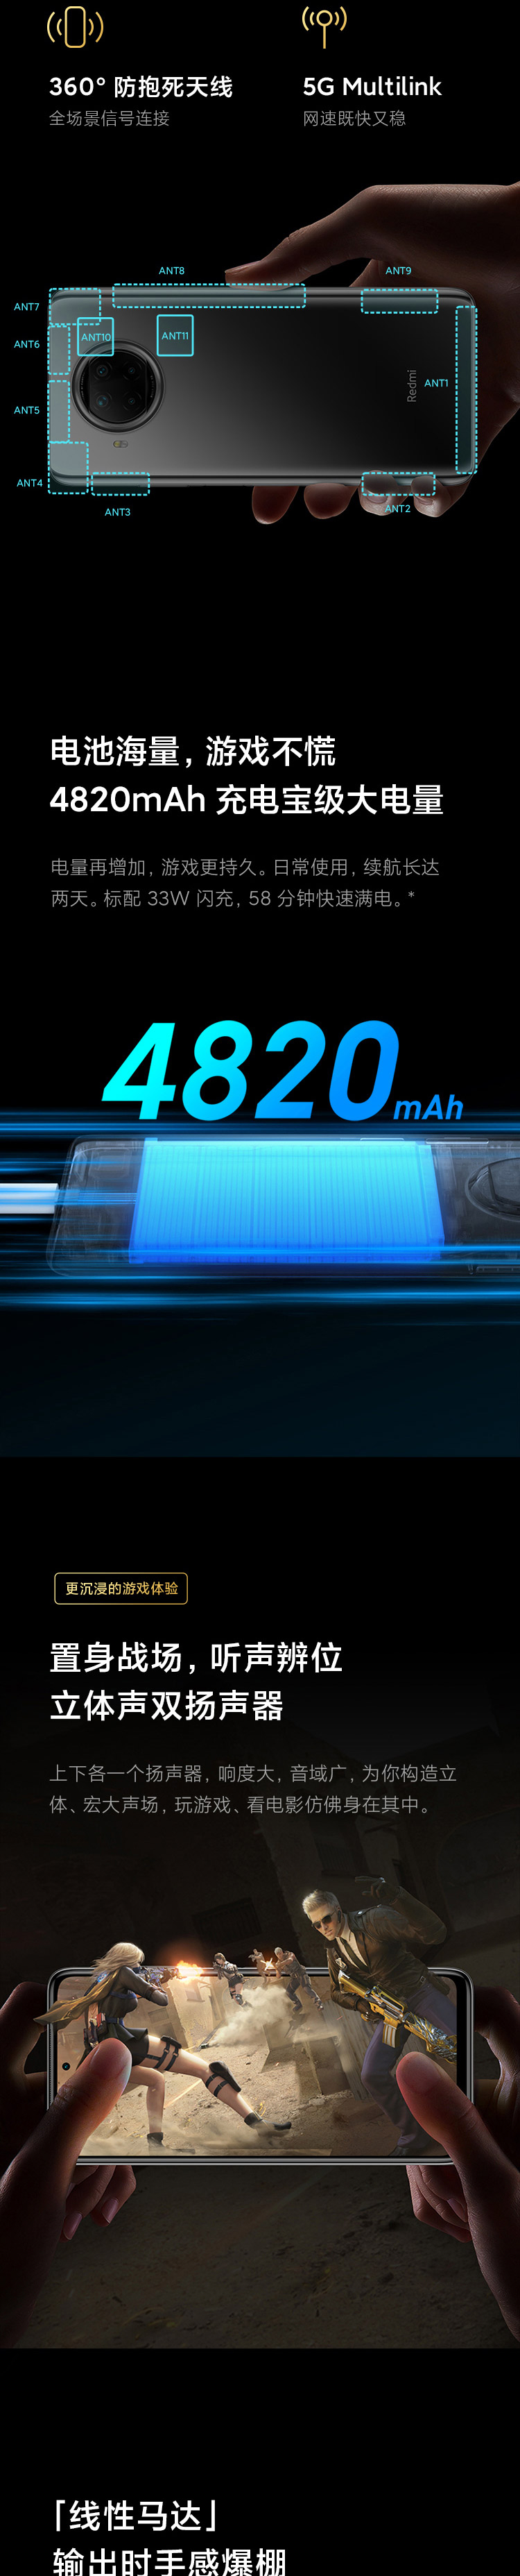 360° 防抱死天线
全场景信号连接
5G Multilink
网速既快又稳
ANT8
ANT9
ANT7
ANT10
ANT11
ANT6
Redmi
ANT1
ANT5
ANT4
ANT3
ANT2
电池海量，游戏不慌
4820mAh 充电宝级大电量
电量再增加，游戏更持久。日常使用，续航长达
两天。标配 33W 闪充，58 分钟快速满电。*
4820mAh
更沉浸的游戏体验
置身战场，听声辨位
立体声双扬声器
上下各一个扬声器，响度大，音域广，为你构造立
体、宏大声场，玩游戏、看电影仿佛身在其中。
「线性马达」
输出时手感爆棚